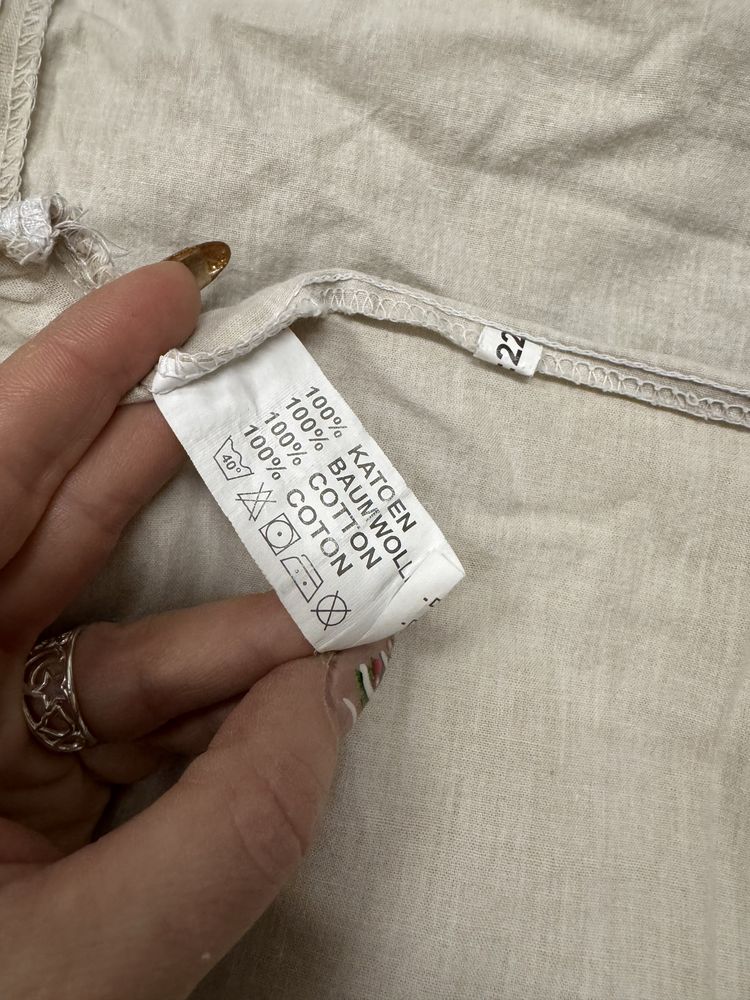 100% KATOEN
100% BAUMWOLL
100% COTTON
100% COTON
40°
22